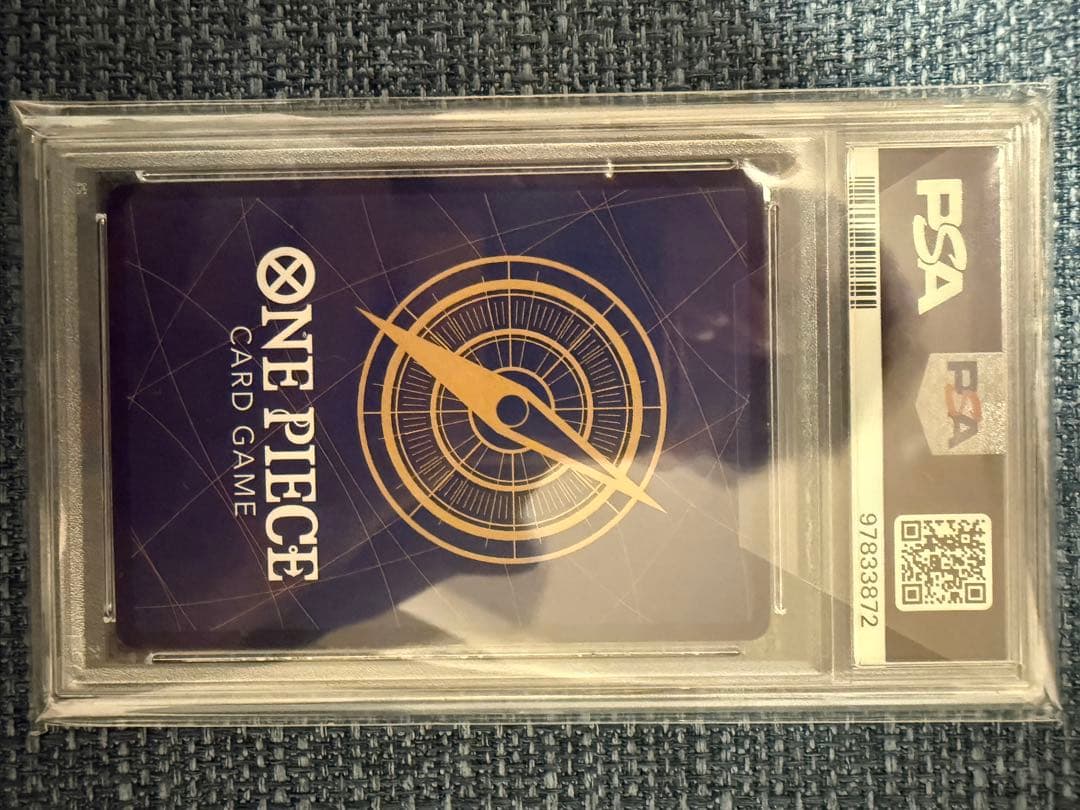 PSA
PSA
97833872
ONE PIECE
CARD GAME